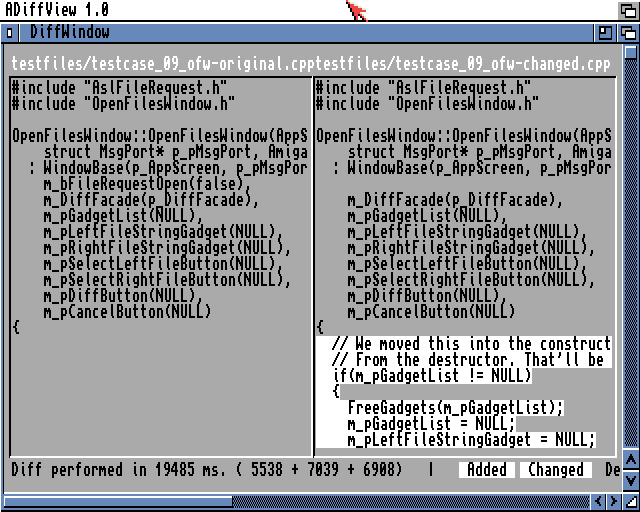 ADiffView 1.0
DiffWindow
testfiles/testcase_09_ofw-original.cpp
#include "AslFileRequest.h"
#include "OpenFilesWindow.h"
OpenFilesWindow::OpenFilesWindow(AppS
struct MsgPort* p_pMsgPort, Amiga
: WindowBase(p_AppScreen, p_pMsgPor
m_bFileRequestOpen(false),
m_DiffFacade(p_DiffFacade),
m_pGadgetList(NULL),
m_pLeftFileStringGadget(NULL),
m_pRightFileStringGadget(NULL),
m_pSelectLeftFileButton(NULL),
m_pSelectRightFileButton(NULL),
m_pDiffButton(NULL),
m_pCancelButton(NULL)
{
testfiles/testcase_09_ofw-changed.cpp
#include "AslFileRequest.h"
#include "OpenFilesWindow.h"
OpenFilesWindow::OpenFilesWindow(AppS
struct MsgPort* p_pMsgPort, Amiga
: WindowBase(p_AppScreen, p_pMsgPor
m_DiffFacade(p_DiffFacade),
m_pGadgetList(NULL),
m_pLeftFileStringGadget(NULL),
m_pRightFileStringGadget(NULL),
m_pSelectLeftFileButton(NULL),
m_pSelectRightFileButton(NULL),
m_pDiffButton(NULL),
m_pCancelButton(NULL)
{
// We moved this into the construct
// From the destructor. That'll be
if(m_pGadgetList != NULL)
{
FreeGadgets(m_pGadgetList);
m_pGadgetList = NULL;
m_pLeftFileStringGadget = NULL;
Diff performed in 19485 ms. ( 5538 + 7039 + 6908) | Added Changed De